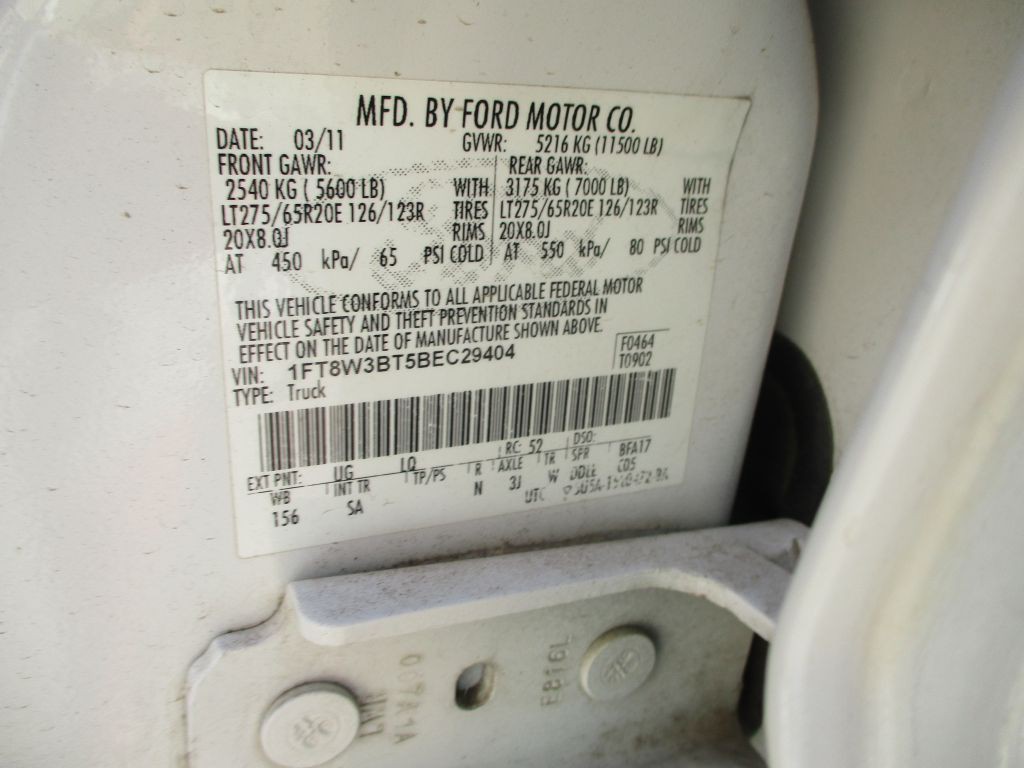 MFD. BY FORD MOTOR CO.
DATE: 03/11 GVWR: 5216 KG (11500 LB)
FRONT GAWR: REAR GAWR:
2540 KG ( 5600 LB) WITH 3175 KG ( 7000 LB) WITH
LT275/65R20E 126/123R TIRES LT275/65R20E 126/123R TIRES
20X8.0J RIMS 20X8.0J RIMS
AT 450 kPa/ 65 PSI COLD AT 550 kPa/ 80 PSI COLD
THIS VEHICLE CONFORMS TO ALL APPLICABLE FEDERAL MOTOR
VEHICLE SAFETY AND THEFT PREVENTION STANDARDS IN
EFFECT ON THE DATE OF MANUFACTURE SHOWN ABOVE.
VIN: 1FT8W3BT5BEC29404 F0464
TYPE: Truck T0902
EXT PNT: UG LQ RC: 52 DSO:
WB INT TR TP/PS R AXLE TR SPR BFA17
156 SA N 3J W DDLE C05
UTC